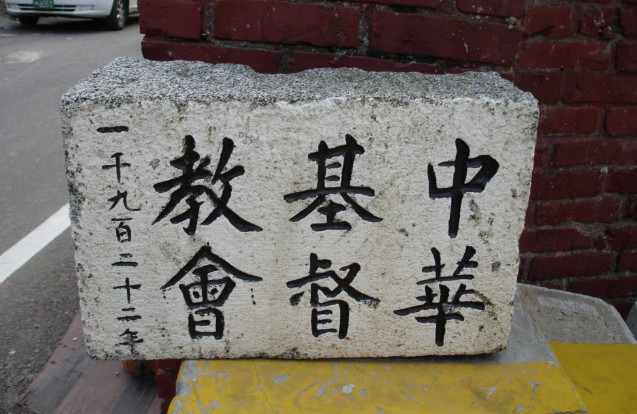 中華
基督
教會
一千九百二十二年